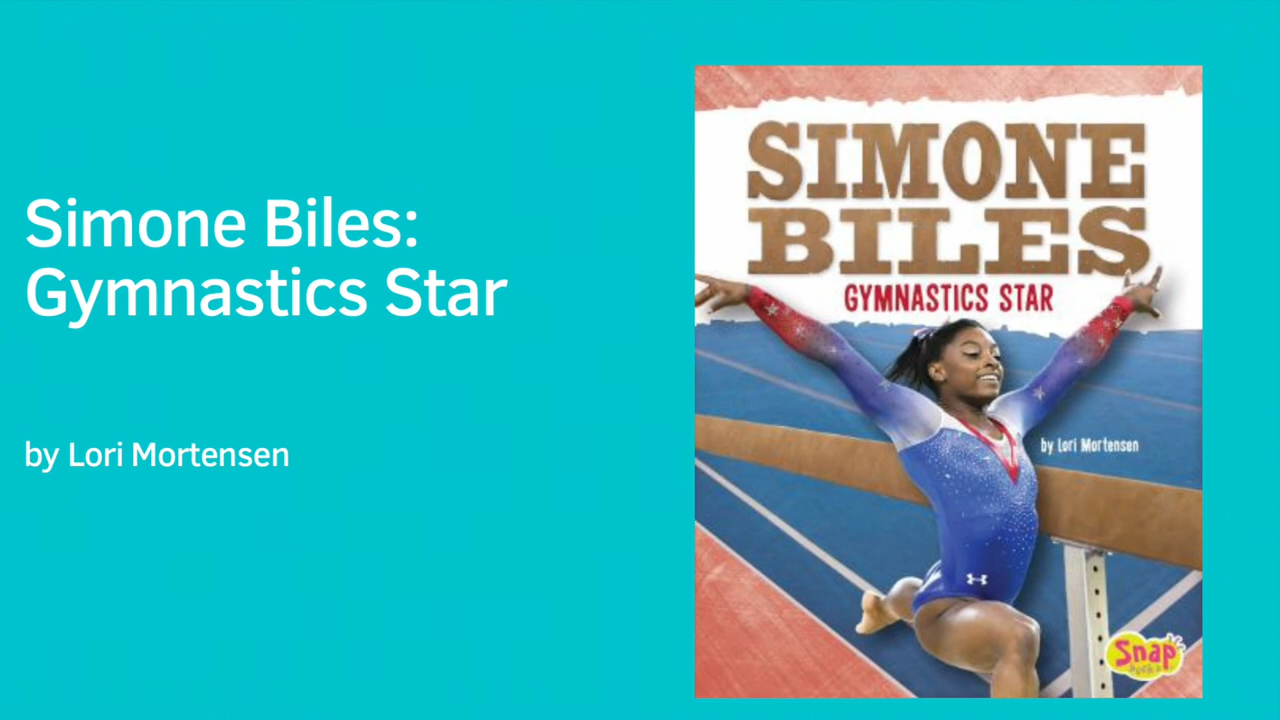 Simone Biles:
Gymnastics Star
by Lori Mortensen
SIMONE
BILES
GYMNASTICS STAR
by Lori Mortensen
Snap